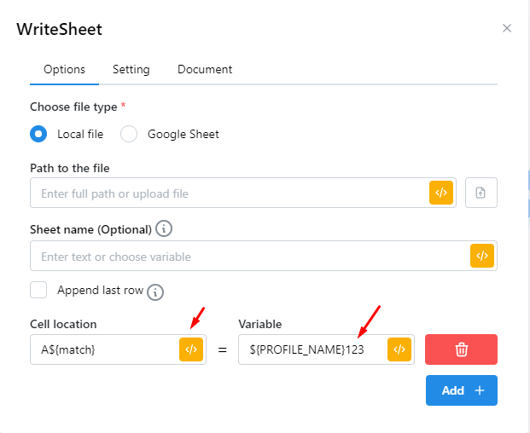 WriteSheet
Options Setting Document
Choose file type *
Local file Google Sheet
Path to the file
Enter full path or upload file </>
Sheet name (Optional) i
Enter text or choose variable </>
Append last row i
Cell location Variable
A${match} </> = ${PROFILE_NAME}123 </>
Add +